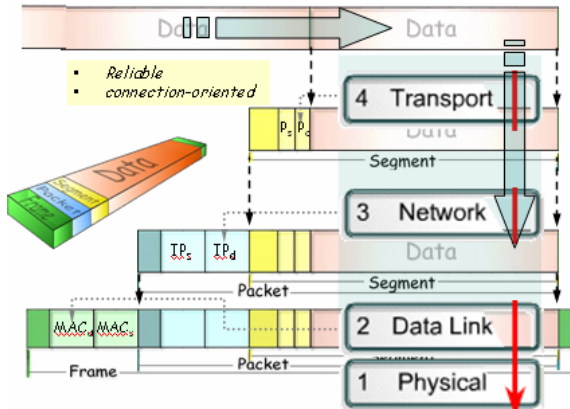 Data Data
• Reliable
• connection-oriented
4 Transport
Ps Pd Data
Segment
Data
Segment
Packet
Frame
3 Network
IPs IPd Data
Segment
Packet
MACd MACs
2 Data Link
Packet
Frame
1 Physical